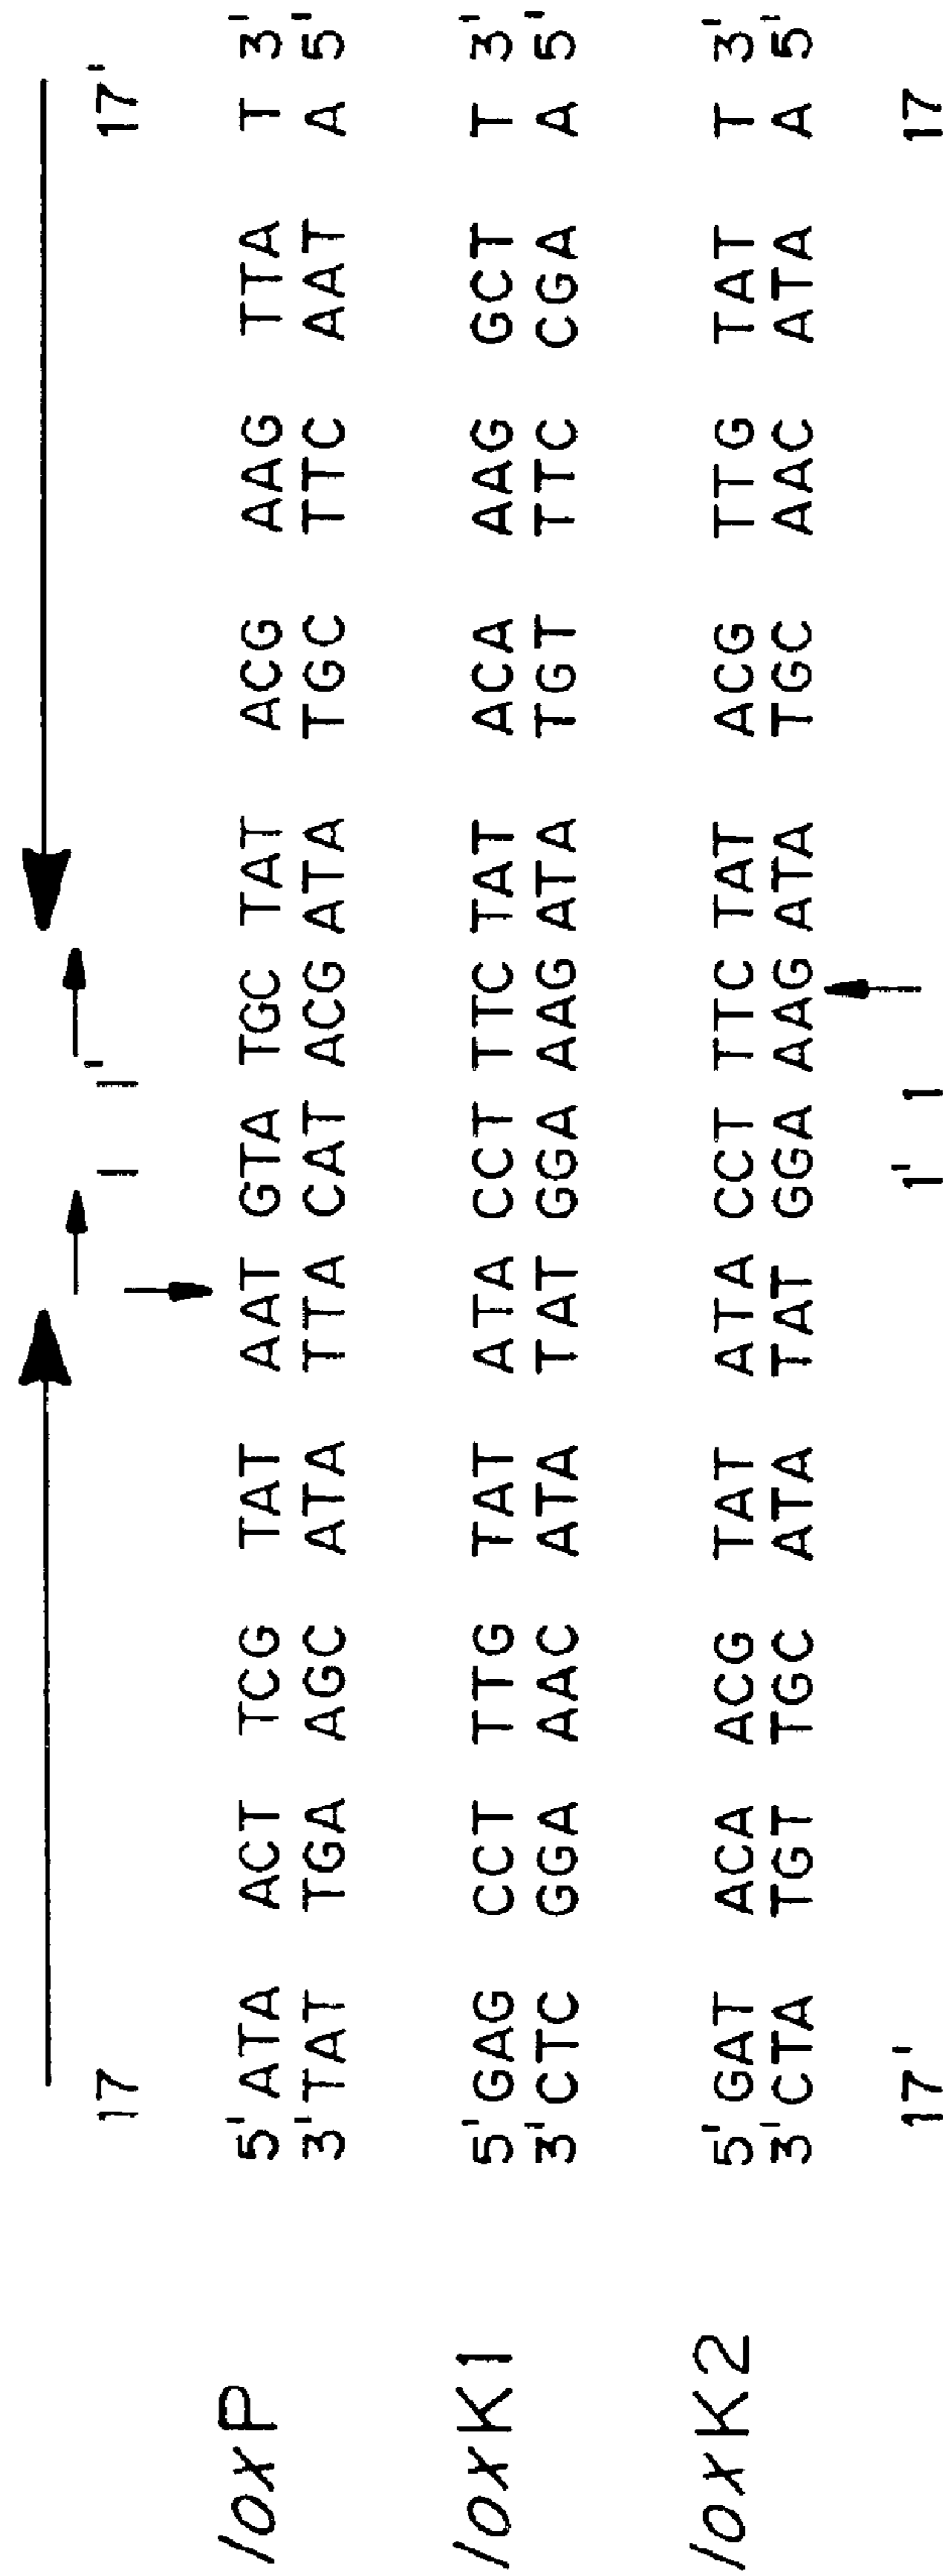 17 1 1' 17'
loxP 5' ATA ACT TCG TAT AAT GTA TGC TAT ACG AAG TTA T 3'
3' TAT TGA AGC ATA TTA CAT ACG ATA TGC TTC AAT A 5'
loxK1 5' GAG CCT TTG TAT ATA CCT TTC TAT ACA AAG GCT T 3'
3' CTC GGA AAC ATA TAT GGA AAG ATA TGT TTC CGA A 5'
loxK2 5' GAT ACA ACG TAT ATA CCT TTC TAT ACG TTG TAT T 3'
3' CTA TGT TGC ATA TAT GGA AAG ATA TGC AAC ATA A 5'
17' 1' 1 17